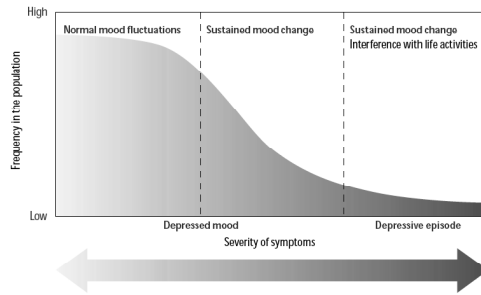 High
Normal mood fluctuations
Sustained mood change
Sustained mood change
Interference with life activities
Frequency in the population
Low
Depressed mood
Depressive episode
Severity of symptoms